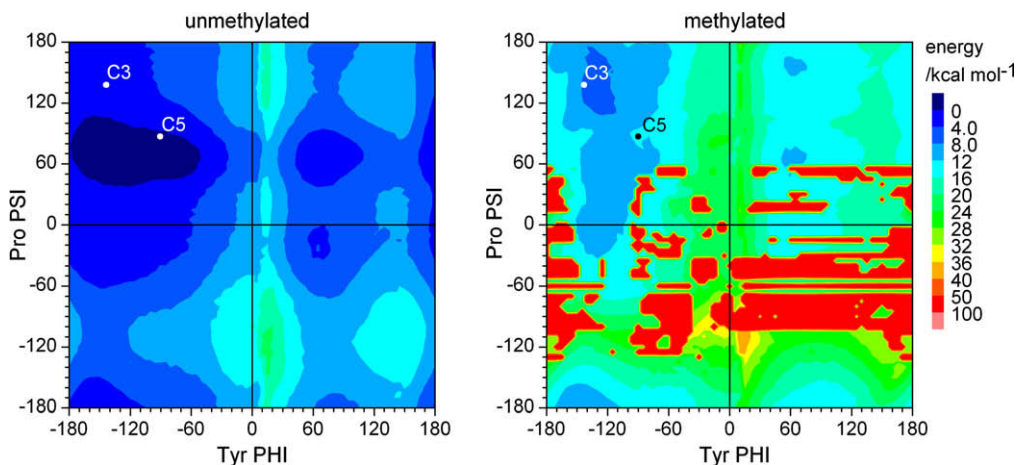 unmethylated
180
120
60
0
-60
-120
-180
Pro PSI
C3
C5
-180 -120 -60 0 60 120 180
Tyr PHI
methylated
180
120
60
0
-60
-120
-180
Pro PSI
C3
C5
-180 -120 -60 0 60 120 180
Tyr PHI
energy
/kcal mol-1
0
4.0
8.0
12
16
20
24
28
32
36
50
100